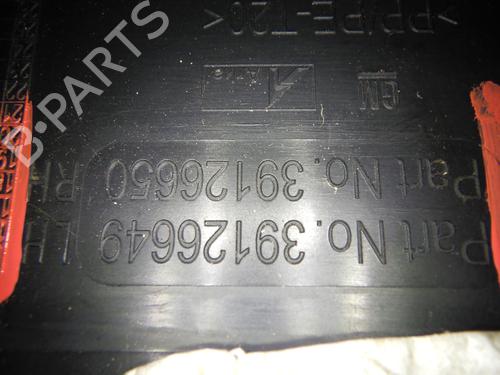 Part No. 39126649 LH
Part No. 39126650 RH
GM
>PP/PE-T20<
B-PARTS